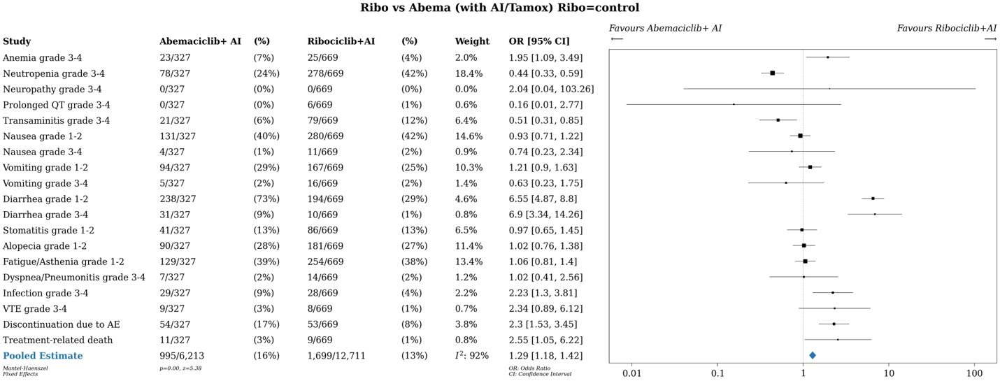 Ribo vs Abema (with AI/Tamox) Ribo=control
Favours Abemaciclib+ AI Favours Ribociclib+AI
Study Abemaciclib+ AI (%) Ribociclib+AI (%) Weight OR [95% CI] ← →
Anemia grade 3-4 23/327 (7%) 25/669 (4%) 2.0% 1.95 [1.09, 3.49]
Neutropenia grade 3-4 78/327 (24%) 278/669 (42%) 18.4% 0.44 [0.33, 0.59]
Neuropathy grade 3-4 0/327 (0%) 0/669 (0%) 0.0% 2.04 [0.04, 103.26]
Prolonged QT grade 3-4 0/327 (0%) 6/669 (1%) 0.6% 0.16 [0.01, 2.77]
Transaminitis grade 3-4 21/327 (6%) 79/669 (12%) 6.4% 0.51 [0.31, 0.85]
Nausea grade 1-2 131/327 (40%) 280/669 (42%) 14.6% 0.93 [0.71, 1.22]
Nausea grade 3-4 4/327 (1%) 11/669 (2%) 0.9% 0.74 [0.23, 2.34]
Vomiting grade 1-2 94/327 (29%) 167/669 (25%) 10.3% 1.21 [0.9, 1.63]
Vomiting grade 3-4 5/327 (2%) 16/669 (2%) 1.4% 0.63 [0.23, 1.75]
Diarrhea grade 1-2 238/327 (73%) 194/669 (29%) 4.6% 6.55 [4.87, 8.8]
Diarrhea grade 3-4 31/327 (9%) 10/669 (1%) 0.8% 6.9 [3.34, 14.26]
Stomatitis grade 1-2 41/327 (13%) 86/669 (13%) 6.5% 0.97 [0.65, 1.45]
Alopecia grade 1-2 90/327 (28%) 181/669 (27%) 11.4% 1.02 [0.76, 1.38]
Fatigue/Asthenia grade 1-2 129/327 (39%) 254/669 (38%) 13.4% 1.06 [0.81, 1.4]
Dyspnea/Pneumonitis grade 3-4 7/327 (2%) 14/669 (2%) 1.2% 1.02 [0.41, 2.56]
Infection grade 3-4 29/327 (9%) 28/669 (4%) 2.2% 2.23 [1.3, 3.81]
VTE grade 3-4 9/327 (3%) 8/669 (1%) 0.7% 2.34 [0.89, 6.12]
Discontinuation due to AE 54/327 (17%) 53/669 (8%) 3.8% 2.3 [1.53, 3.45]
Treatment-related death 11/327 (3%) 9/669 (1%) 0.8% 2.55 [1.05, 6.22]
Pooled Estimate 995/6,213 (16%) 1,699/12,711 (13%) I²: 92% 1.29 [1.18, 1.42]
Mantel-Haenszel p=0.00, z=5.38 OR: Odds Ratio
Fixed Effects CI: Confidence Interval
0.01 0.1 1 10 100